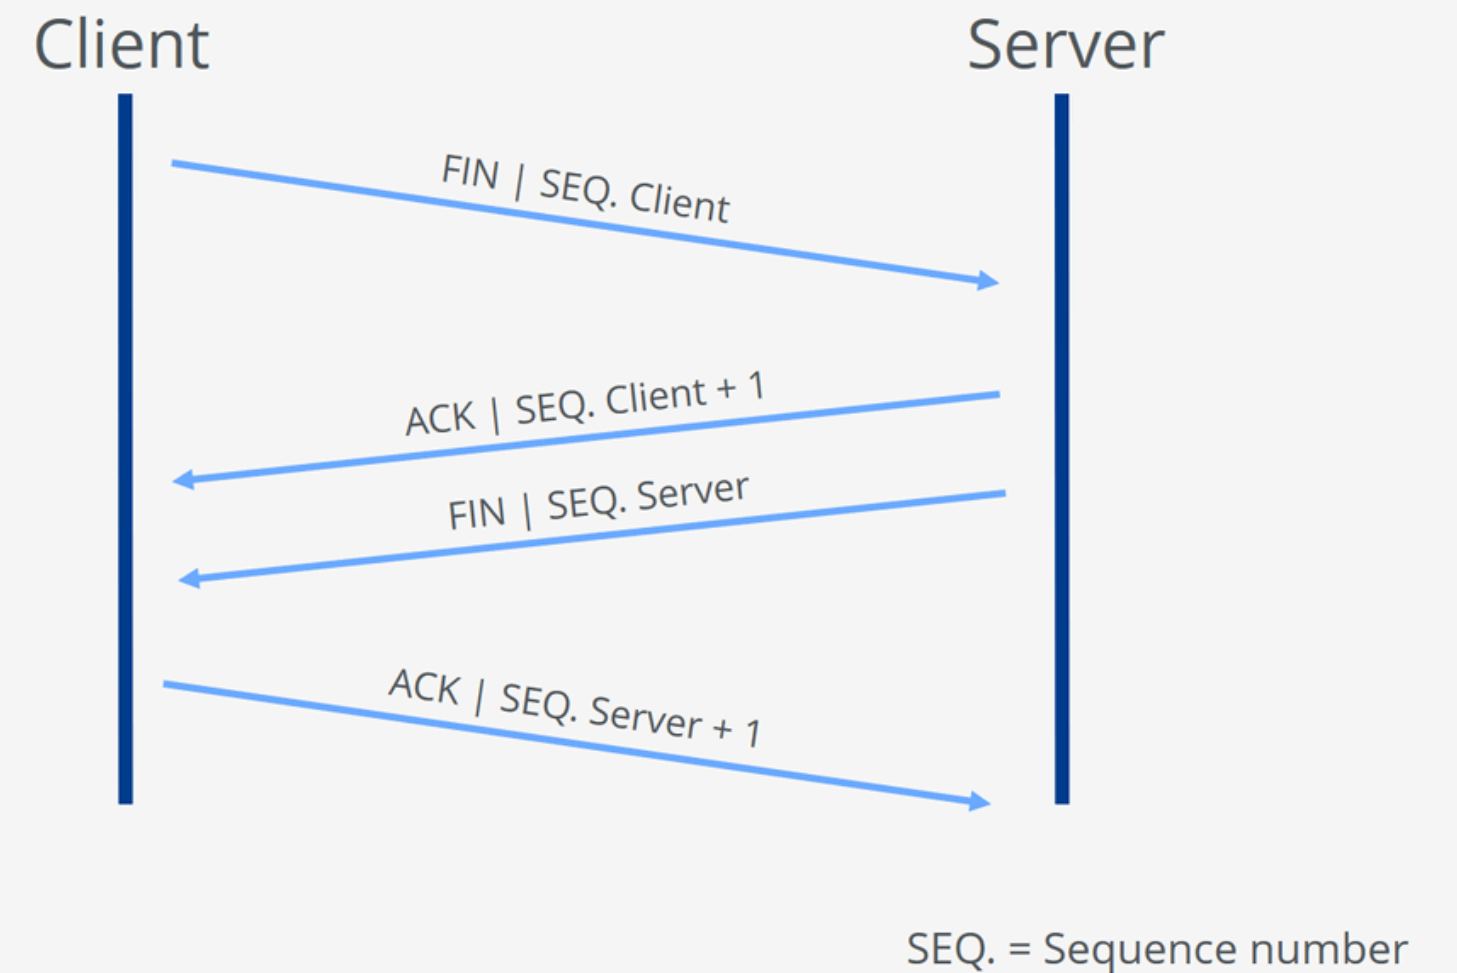 Client
Server
FIN | SEQ. Client
ACK | SEQ. Client + 1
FIN | SEQ. Server
ACK | SEQ. Server + 1
SEQ. = Sequence number